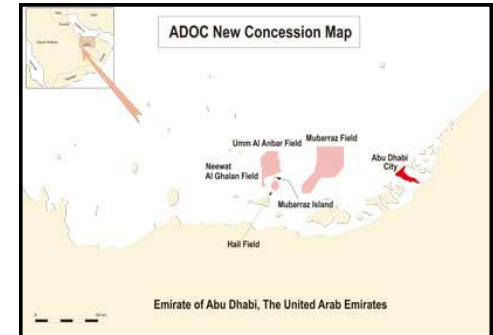 ADOC New Concession Map
Umm Al Anbar Field
Mubarraz Field
Neewat
Al Ghalan Field
Abu Dhabi
City
Mubarraz Island
Hail Field
Emirate of Abu Dhabi, The United Arab Emirates